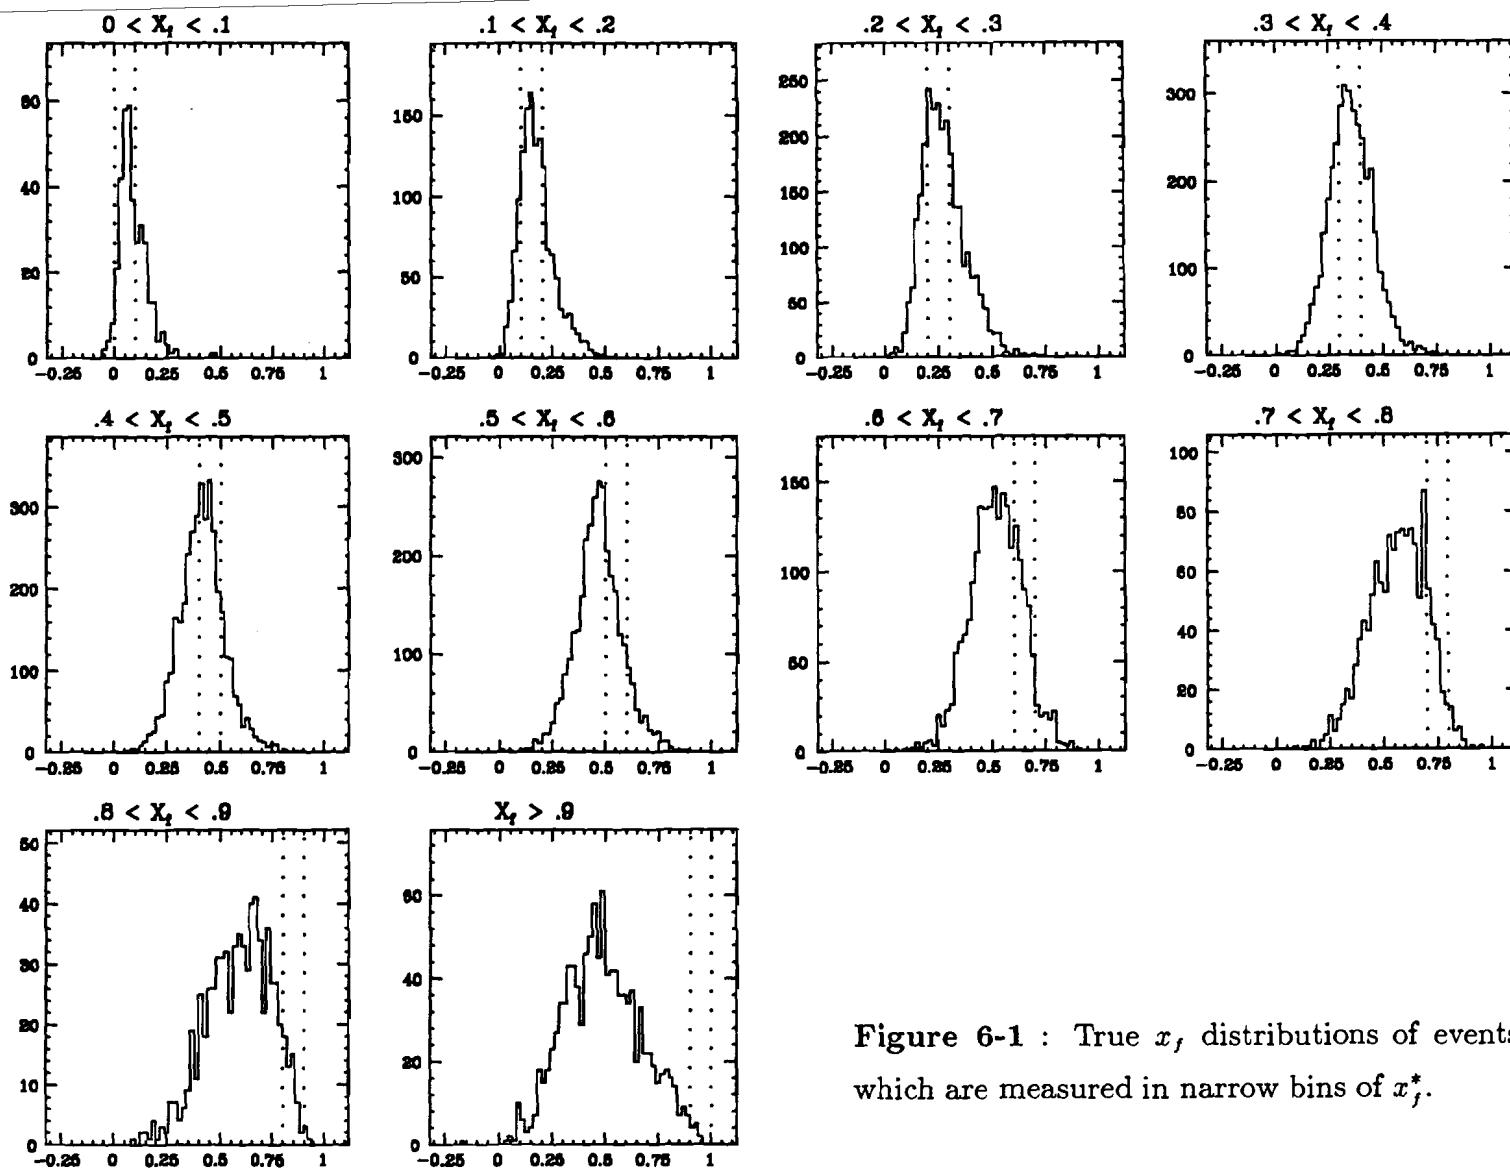 0 < X_f < .1
.1 < X_f < .2
.2 < X_f < .3
.3 < X_f < .4
80
40
20
0
-0.25 0 0.25 0.5 0.75 1
150
100
50
0
-0.25 0 0.25 0.5 0.75 1
250
200
150
100
50
0
-0.25 0 0.25 0.5 0.75 1
300
200
100
0
-0.25 0 0.25 0.5 0.75 1
.4 < X_f < .5
.5 < X_f < .6
.6 < X_f < .7
.7 < X_f < .8
300
200
100
0
-0.25 0 0.25 0.5 0.75 1
300
200
100
0
-0.25 0 0.25 0.5 0.75 1
150
100
50
0
-0.25 0 0.25 0.5 0.75 1
100
80
60
40
20
0
-0.25 0 0.25 0.5 0.75 1
.8 < X_f < .9
X_f > .9
50
40
30
20
10
0
-0.25 0 0.25 0.5 0.75 1
60
40
20
0
-0.25 0 0.25 0.5 0.75 1
Figure 6-1 : True x_f distributions of events
which are measured in narrow bins of x_f^*.